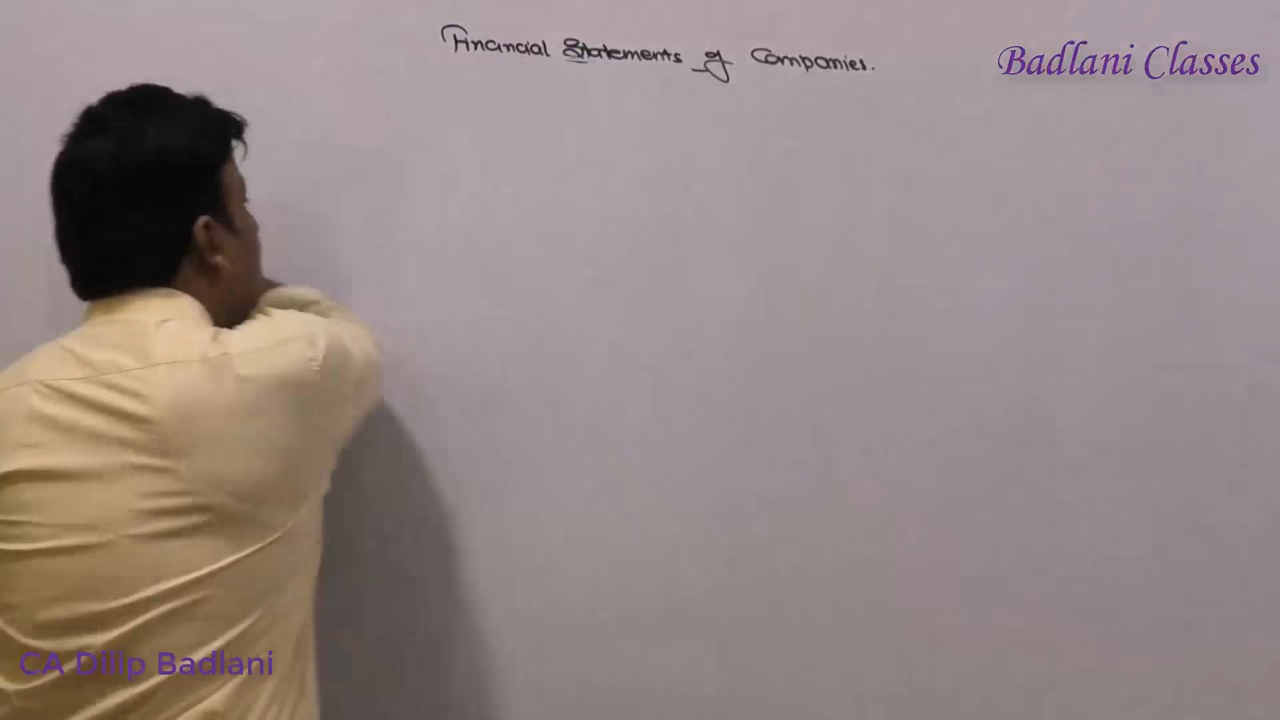 Financial Statements of Companies.
Badlani Classes
CA Dilip Badlani